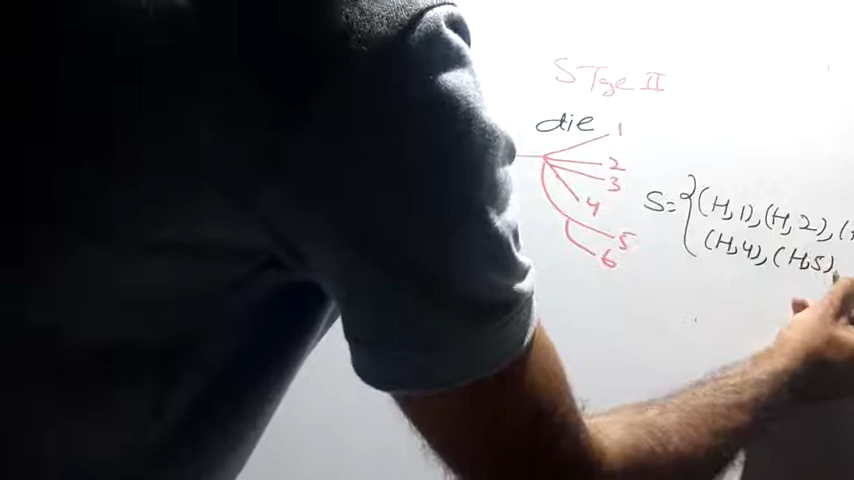 STge II
die
1
2
3
4
5
6
S={(H,1),(H,2),(
(H,4),(H,5),